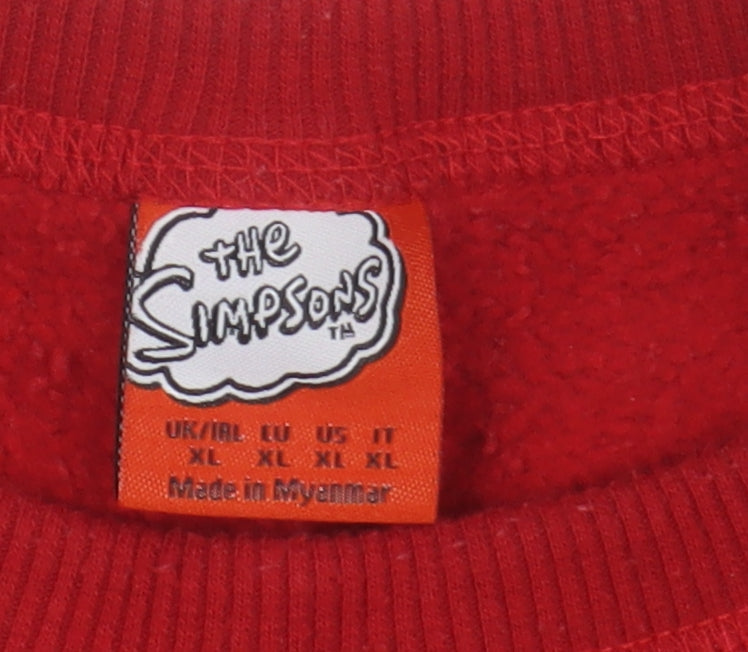 THe
SIMPSONS
TM
UK/IRL EU US IT
XL XL XL XL
Made in Myanmar